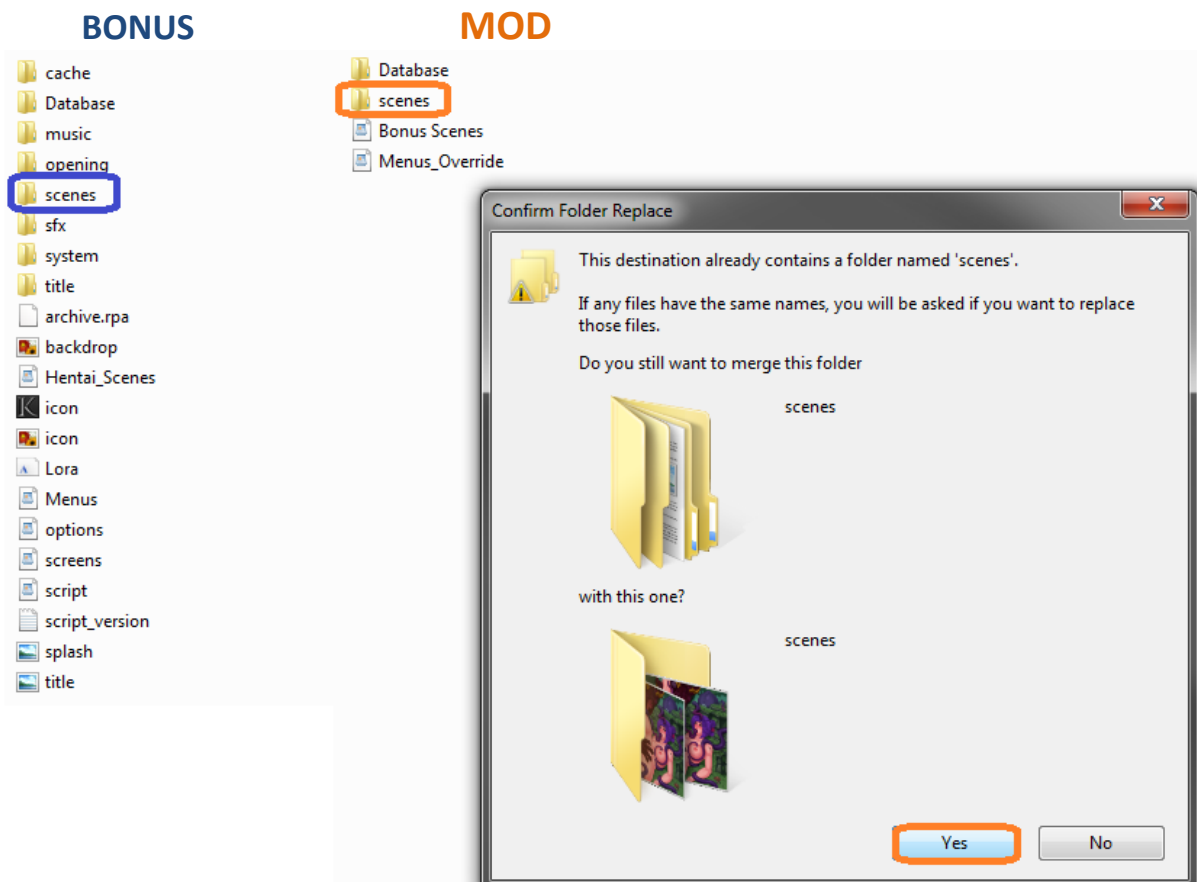 BONUS
MOD
cache
Database
music
opening
scenes
sfx
system
title
archive.rpa
backdrop
Hentai_Scenes
icon
icon
Lora
Menus
options
screens
script
script_version
splash
title
Database
scenes
Bonus Scenes
Menus_Override
Confirm Folder Replace
This destination already contains a folder named 'scenes'.
If any files have the same names, you will be asked if you want to replace
those files.
Do you still want to merge this folder
scenes
with this one?
scenes
Yes
No